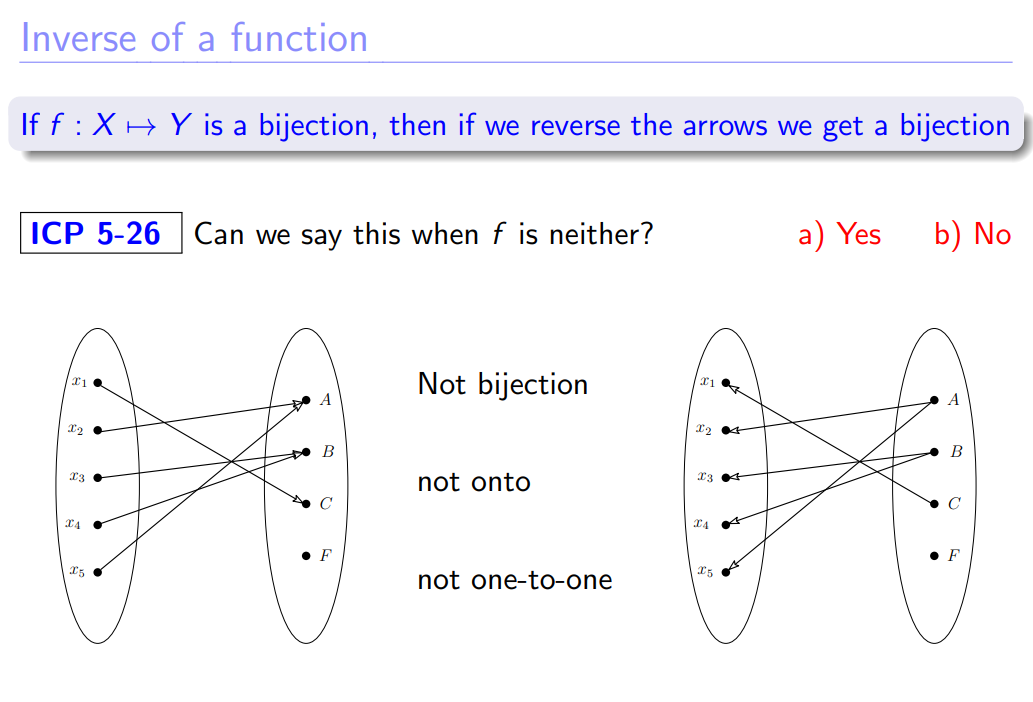 Inverse of a function
If f : X ↦ Y is a bijection, then if we reverse the arrows we get a bijection
ICP 5-26 Can we say this when f is neither? a) Yes b) No
x₁
x₂
x₃
x₄
x₅
A
B
C
F
Not bijection
not onto
not one-to-one
x₁
x₂
x₃
x₄
x₅
A
B
C
F